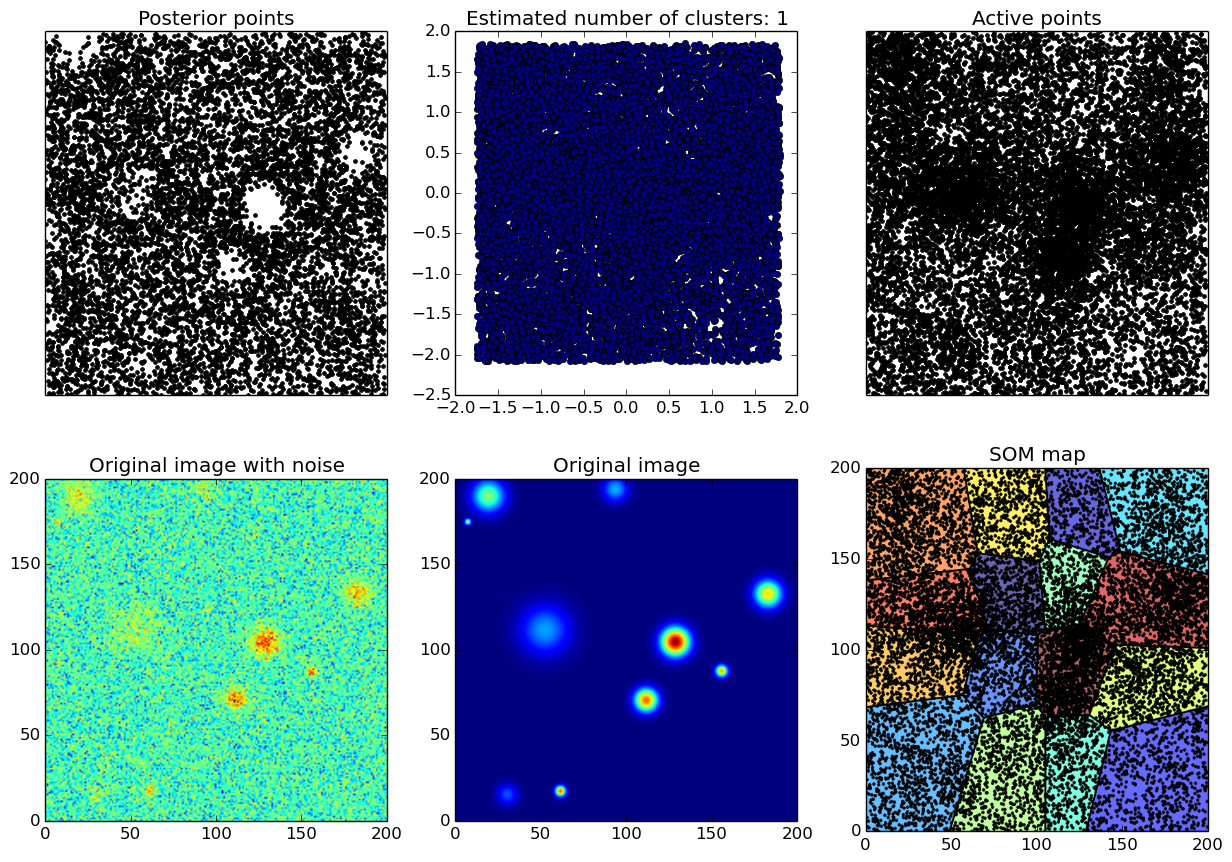 Posterior points
Estimated number of clusters: 1
Active points
2.0
1.5
1.0
0.5
0.0
−0.5
−1.0
−1.5
−2.0
−2.5
−2.0 −1.5 −1.0 −0.5 0.0 0.5 1.0 1.5 2.0
Original image with noise
Original image
SOM map
200
150
100
50
0
0 50 100 150 200
200
150
100
50
0
0 50 100 150 200
200
150
100
50
0
0 50 100 150 200